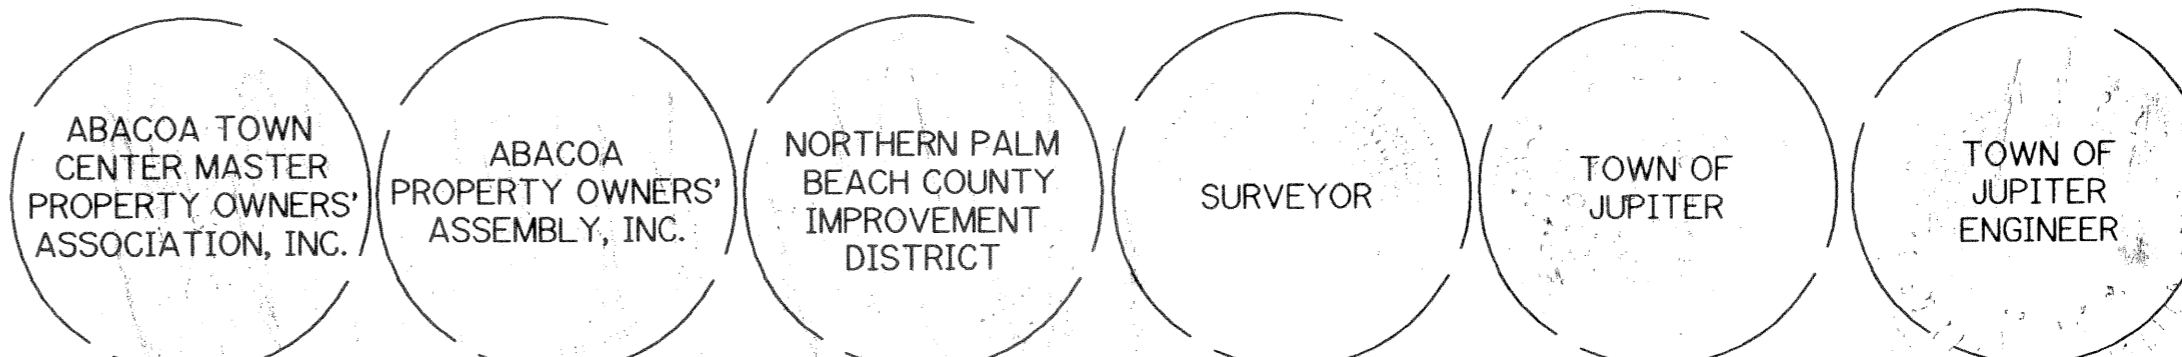 ABACOA TOWN
CENTER MASTER
PROPERTY OWNERS'
ASSOCIATION, INC.
ABACOA
PROPERTY OWNERS'
ASSEMBLY, INC.
NORTHERN PALM
BEACH COUNTY
IMPROVEMENT
DISTRICT
SURVEYOR
TOWN OF
JUPITER
TOWN OF
JUPITER
ENGINEER